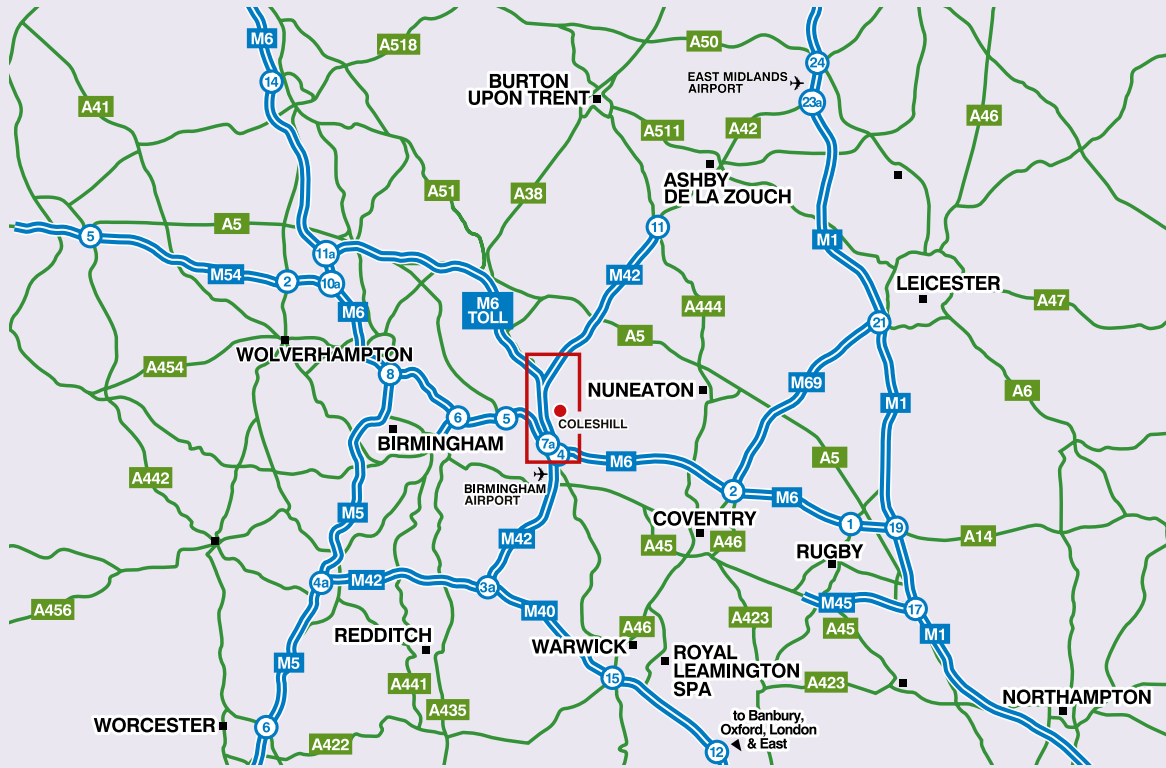 M6
A518
A50
24
EAST MIDLANDS
AIRPORT
14
BURTON
UPON TRENT
23a
A41
A46
A511
A42
ASHBY
DE LA ZOUCH
A51
A38
A5
11
5
M1
11a
M54
2
10a
M42
LEICESTER
M6
M6
TOLL
A444
A47
21
A5
WOLVERHAMPTON
A454
8
M69
NUNEATON
A6
M1
6
5
COLESHILL
BIRMINGHAM
7a
4
M6
A5
A442
BIRMINGHAM
AIRPORT
2
M6
M5
COVENTRY
1
19
A14
M42
A45
A46
RUGBY
4a
M42
3a
A456
M40
M45
17
A423
A46
A45
M1
REDDITCH
WARWICK
ROYAL
LEAMINGTON
SPA
M5
15
A441
A423
A435
NORTHAMPTON
WORCESTER
6
A422
to Banbury,
Oxford, London
& East
12